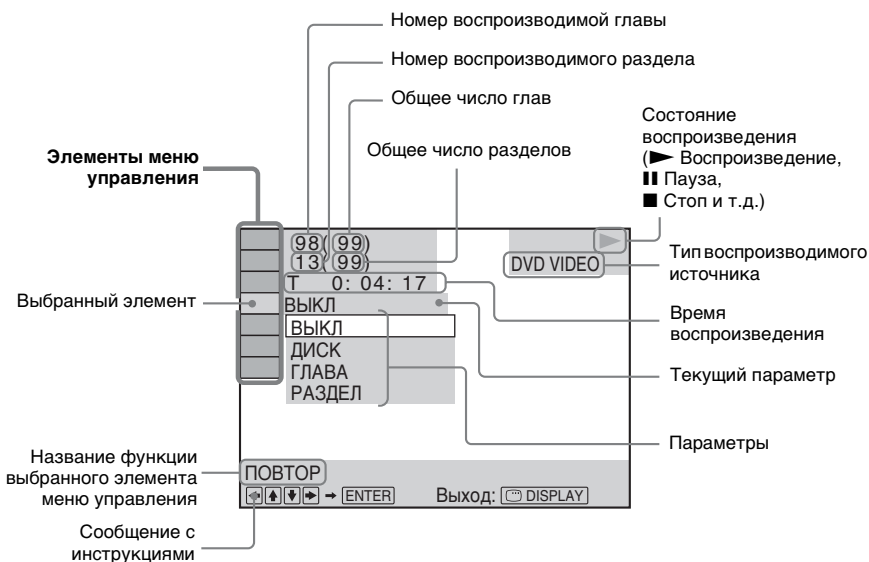 Номер воспроизводимой главы
Номер воспроизводимого раздела
Общее число глав
Общее число разделов
Состояние
воспроизведения
(► Воспроизведение,
▮▮ Пауза,
■ Стоп и т.д.)
Элементы меню
управления
98(99)
13(99)
DVD VIDEO
Тип воспроизводимого
источника
T 0: 04: 17
Выбранный элемент
ВЫКЛ
Время
воспроизведения
ВЫКЛ
ДИСК
ГЛАВА
РАЗДЕЛ
Текущий параметр
Параметры
Название функции
выбранного элемента
меню управления
ПОВТОР
ENTER
Выход: DISPLAY
Сообщение с
инструкциями